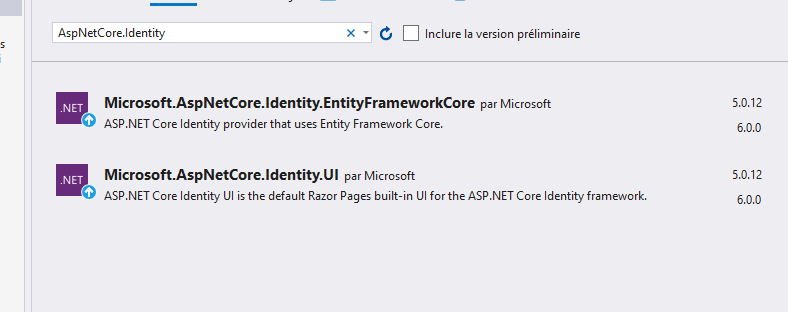 AspNetCore.Identity
Inclure la version préliminaire
.NET
Microsoft.AspNetCore.Identity.EntityFrameworkCore par Microsoft
5.0.12
ASP.NET Core Identity provider that uses Entity Framework Core.
6.0.0
.NET
Microsoft.AspNetCore.Identity.UI par Microsoft
5.0.12
ASP.NET Core Identity UI is the default Razor Pages built-in UI for the ASP.NET Core Identity framework.
6.0.0